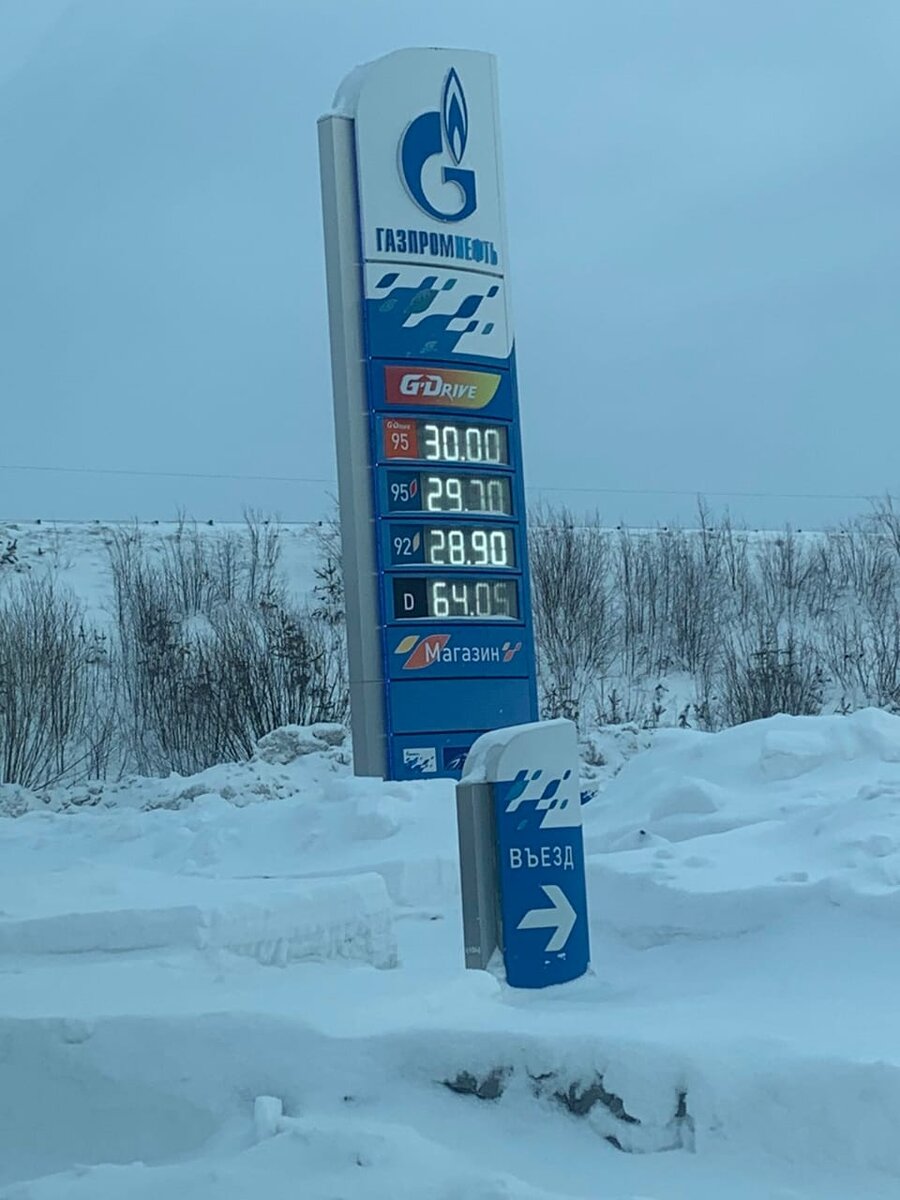 ГАЗПРОМНЕФТЬ
G-DRIVE
G-Drive
95 30.00
95 29.70
92 28.90
D 64.05
Магазин
ВЪЕЗД